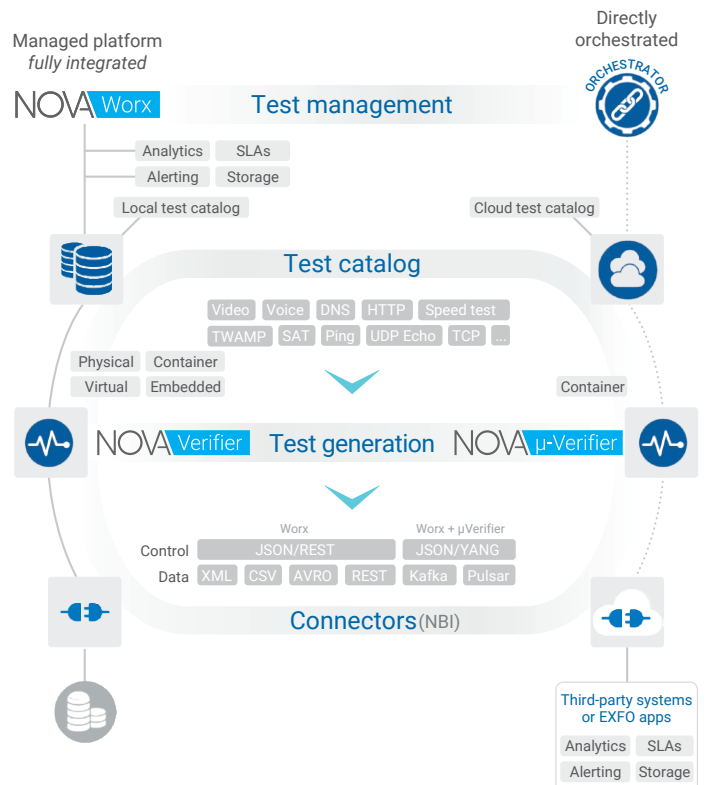 Managed platform
fully integrated
NOVA Worx
Test management
Directly
orchestrated
ORCHESTRATOR
Analytics SLAs
Alerting Storage
Local test catalog
Cloud test catalog
Test catalog
Video Voice DNS HTTP Speed test
TWAMP SAT Ping UDP Echo TCP ...
Physical Container
Virtual Embedded
Container
NOVA Verifier
Test generation
NOVA µ-Verifier
Worx
Worx + µVerifier
Control JSON/REST JSON/YANG
Data XML CSV AVRO REST Kafka Pulsar
Connectors (NBI)
Third-party systems
or EXFO apps
Analytics SLAs
Alerting Storage